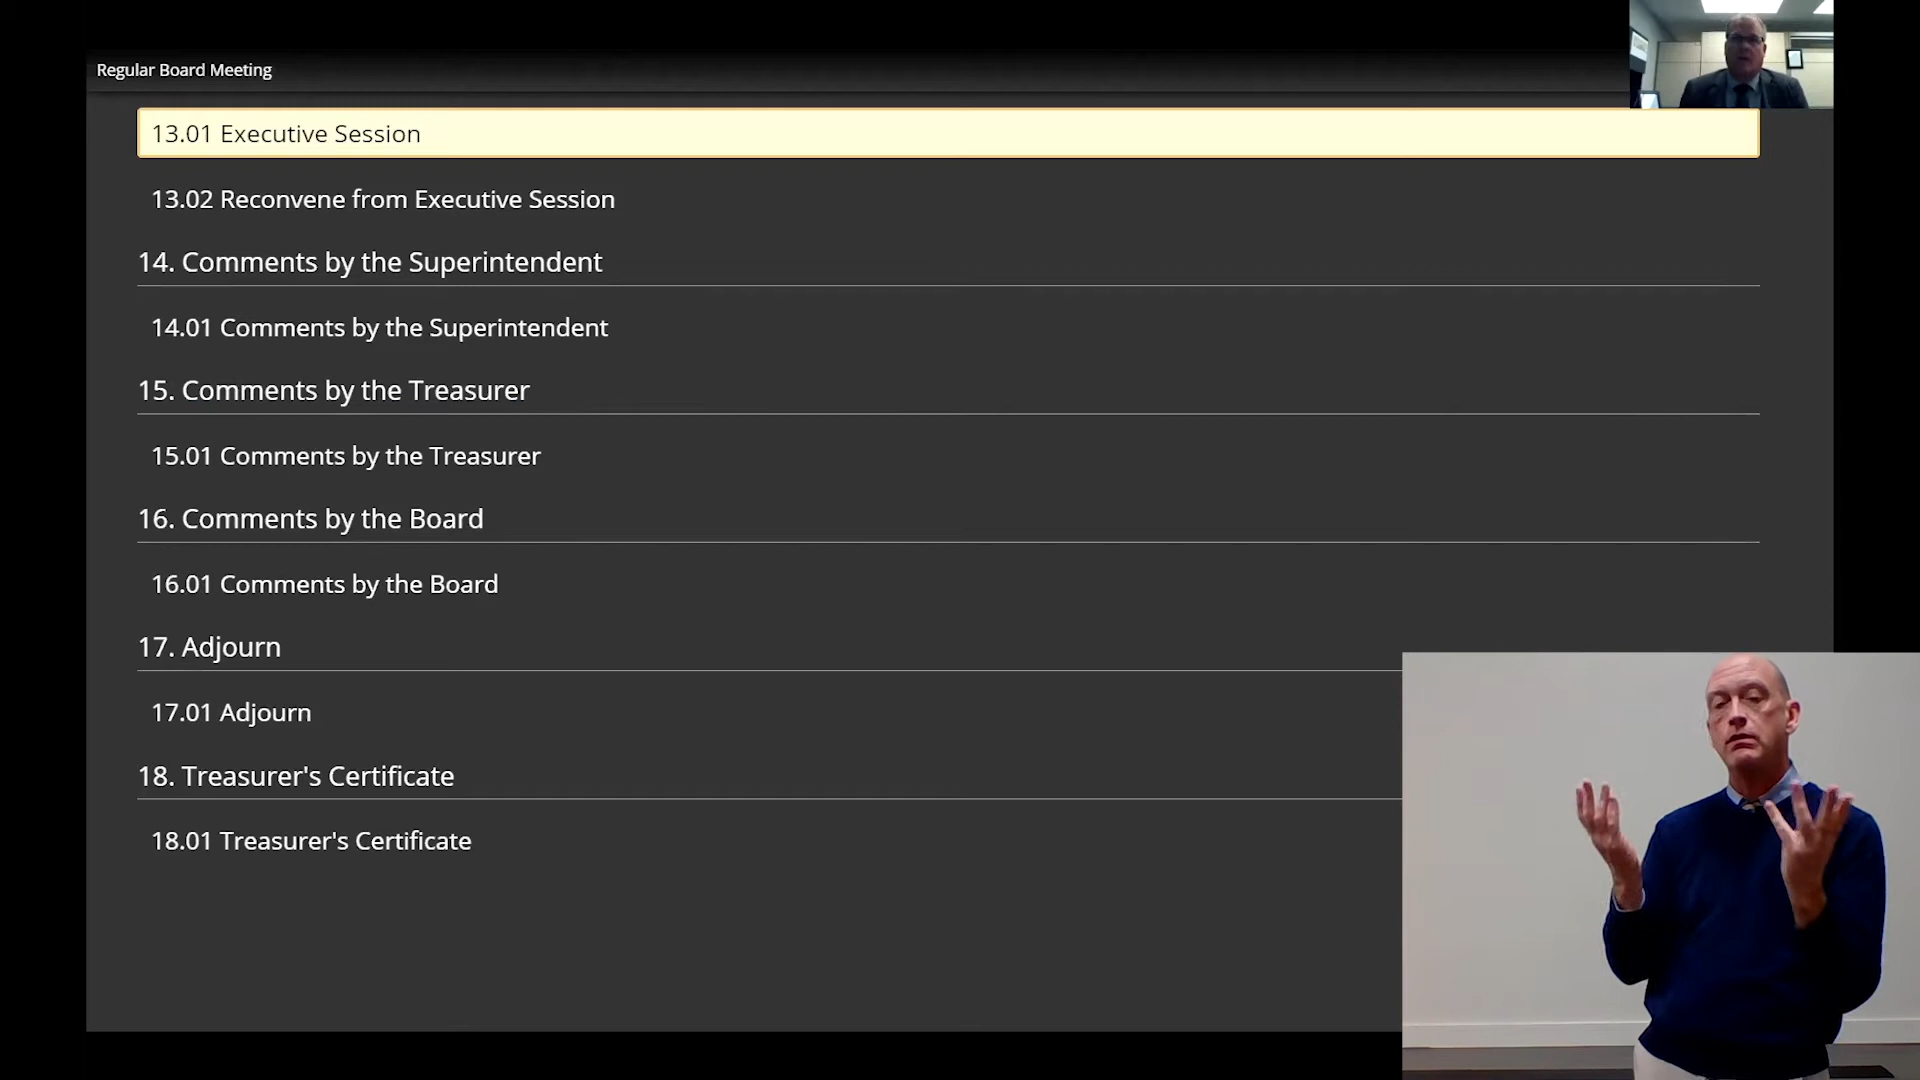 Regular Board Meeting
13.01 Executive Session
13.02 Reconvene from Executive Session
14. Comments by the Superintendent
14.01 Comments by the Superintendent
15. Comments by the Treasurer
15.01 Comments by the Treasurer
16. Comments by the Board
16.01 Comments by the Board
17. Adjourn
17.01 Adjourn
18. Treasurer's Certificate
18.01 Treasurer's Certificate